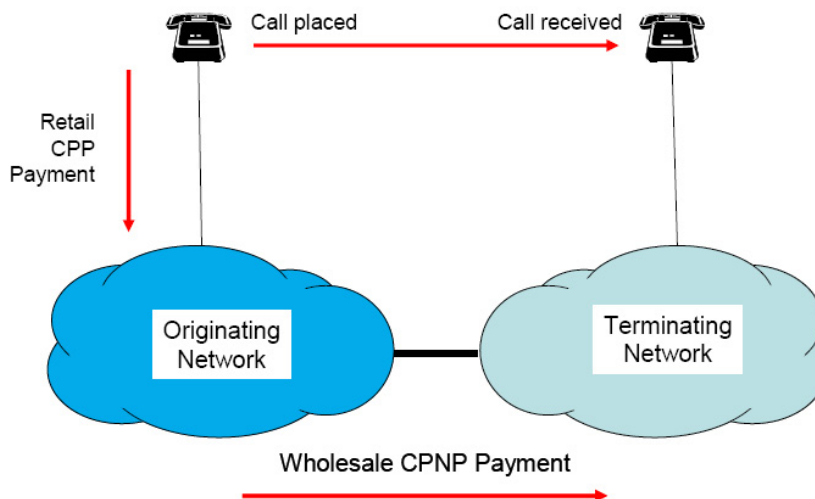 Call placed
Call received
Retail
CPP
Payment
Originating
Network
Terminating
Network
Wholesale CPNP Payment